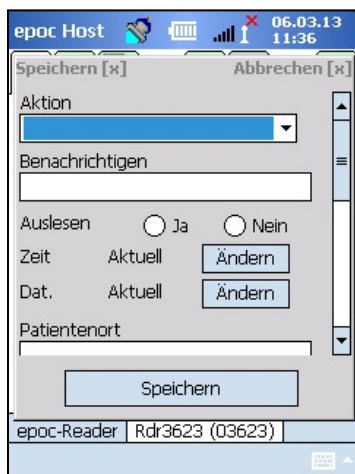 epoc Host 06.03.13
11:36
Speichern [x] Abbrechen [x]
Aktion
Benachrichtigen
Auslesen Ja Nein
Zeit Aktuell Ändern
Dat. Aktuell Ändern
Patientenort
Speichern
epoc-Reader Rdr3623 (03623)